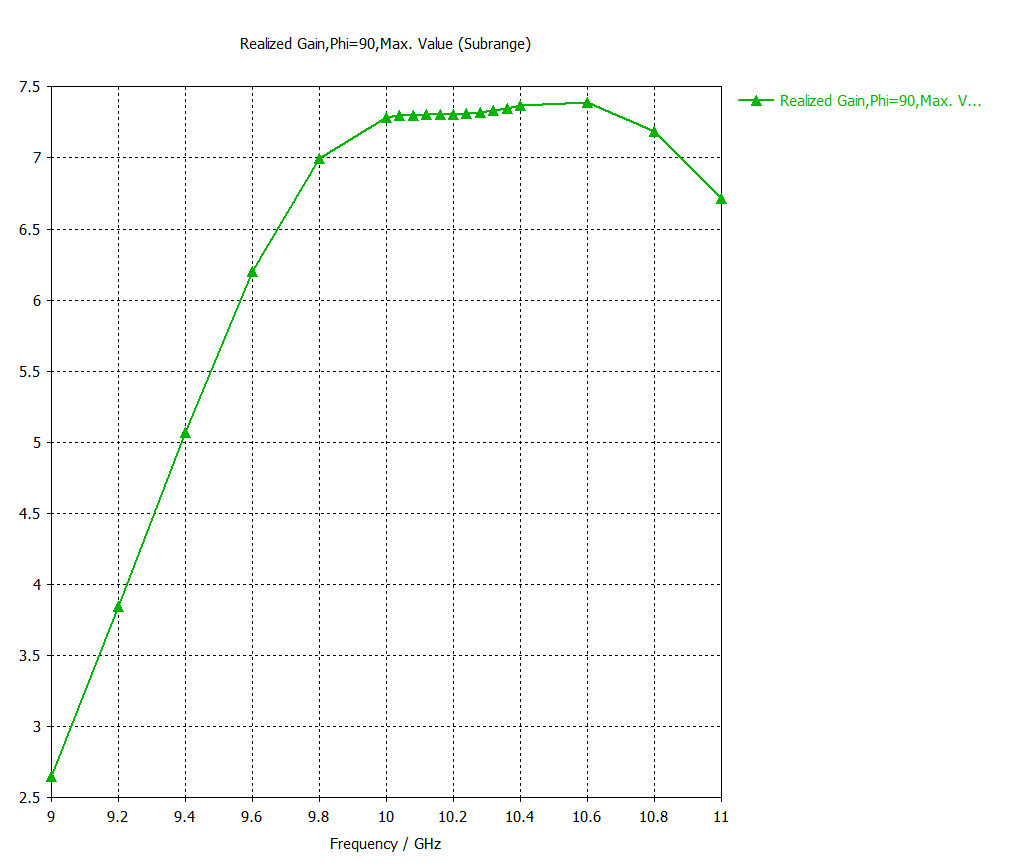 Realized Gain,Phi=90,Max. Value (Subrange)
7.5
7
6.5
6
5.5
5
4.5
4
3.5
3
2.5
9 9.2 9.4 9.6 9.8 10 10.2 10.4 10.6 10.8 11
Frequency / GHz
Realized Gain,Phi=90,Max. V...